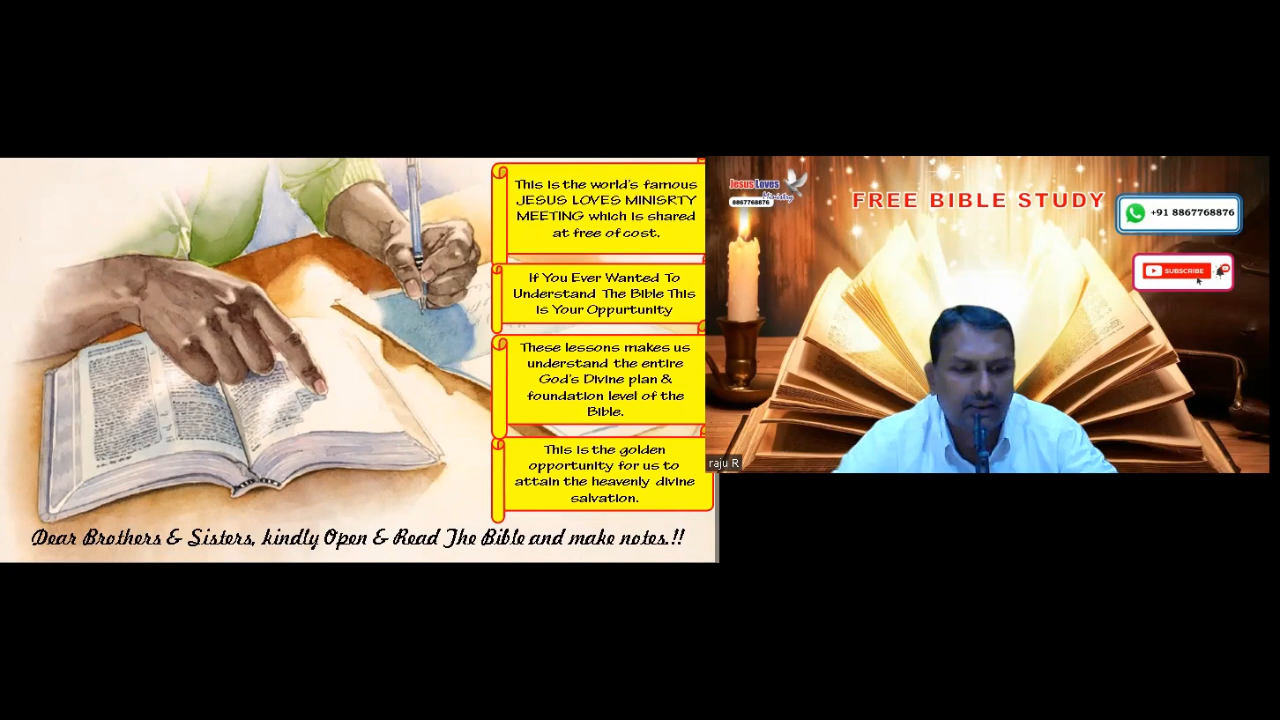 This is the world's famous
JESUS LOVES MINISRTY
MEETING which is shared
at free of cost.
If You Ever Wanted To
Understand The Bible This
Is Your Oppurtunity
These lessons makes us
understand the entire
God's Divine plan &
foundation level of the
Bible.
This is the golden
opportunity for us to
attain the heavenly divine
salvation.
Dear Brothers & Sisters, kindly Open & Read The Bible and make notes.!!
Jesus Loves
Ministry
8867768876
FREE BIBLE STUDY
+91 8867768876
SUBSCRIBE
raju R